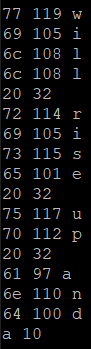 77 119 w
69 105 i
6c 108 l
6c 108 l
20 32
72 114 r
69 105 i
73 115 s
65 101 e
20 32
75 117 u
70 112 p
20 32
61 97 a
6e 110 n
64 100 d
a 10